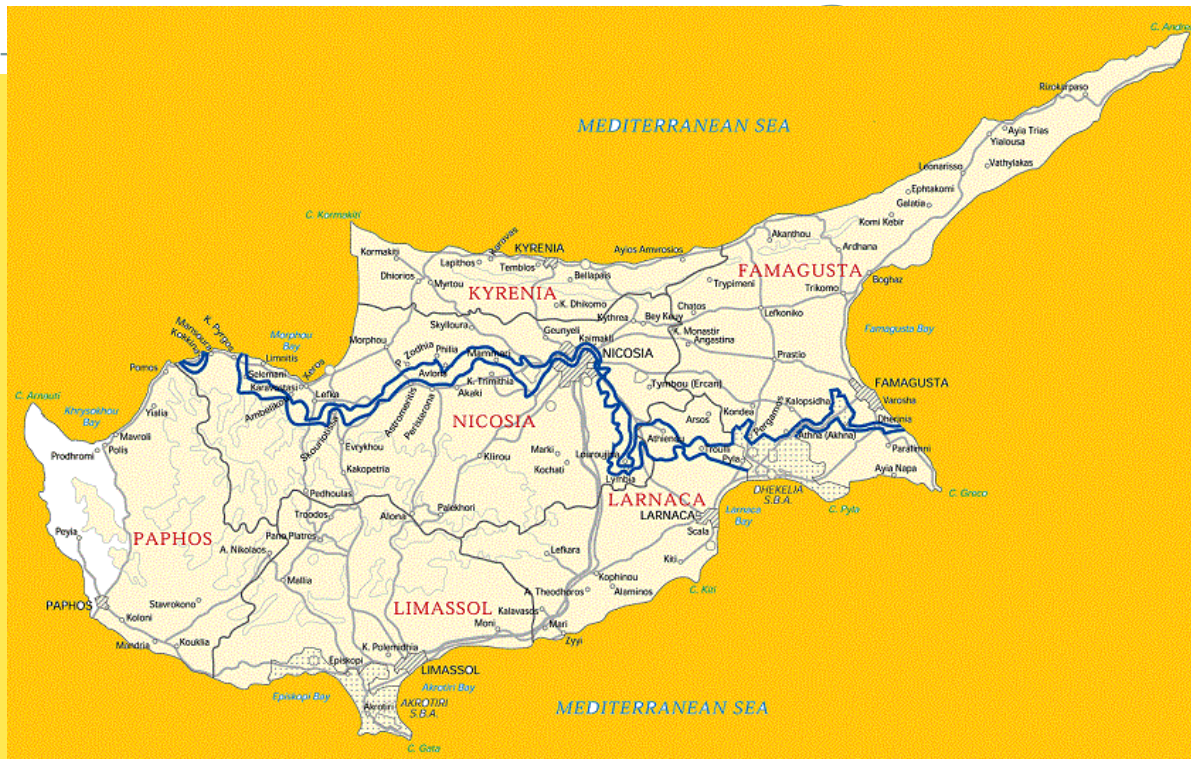 C. Andrea
Rizokarpaso
MEDITERRANEAN SEA
Ayia Trias
Yialousa
Leonarisso
Vathylakas
Ephtakomi
Galatia
C. Kormakiti
Komi Kebir
Karavas
KYRENIA
Akanthou
Kormakiti
Lapithos
Temblos
Ayios Amvrosios
Ardhana
Dhiorios
Myrtou
Bellapais
FAMAGUSTA
Boghaz
KYRENIA
Trypimeni
Trikomo
K. Dhikomo
Chatos
Lefkoniko
Kythrea
Bey Keuy
Mansoura
K. Pyrgos
Kokkina
Morphou
Bay
Skylloura
Geunyeli
Kaimakli
K. Monastir
Angastina
Famagusta Bay
Morphou
P. Zodhia
Philia
Mammari
NICOSIA
Prastio
Pomos
Limnitis
Selemani
Xeros
Karavostasi
Avlona
K. Trimithia
Tymbou (Ercan)
FAMAGUSTA
C. Arnauti
Ambelikou
Lefka
Akaki
Kalopsidha
Varosha
Khrysokhou
Bay
Yialia
Astromeritis
Peristerona
NICOSIA
Arsos
Kondea
Pergamos
Dherinia
Skouriotissa
Mavroli
Polis
Prodhromi
Evrykhou
Marki
Athienou
Athna (Akhna)
Klirou
Louroujina
Troulli
Pyla
Paralimni
Kakopetria
Kochati
Lymbia
Ayia Napa
Pedhoulas
LARNACA
DHEKELIA
S.B.A.
C. Greco
Troodos
Alona
Palekhori
LARNACA
Larnaca
Bay
C. Pyla
Peyia
PAPHOS
Pano Platres
Scala
A. Nikolaos
Lefkara
Kiti
Mallia
Kophinou
C. Kiti
PAPHOS
Stavrokono
A. Theodhoros
Alaminos
Koloni
LIMASSOL
Kalavasos
Moni
Mari
Mandria
Kouklia
K. Polemidhia
Zyyi
Episkopi
LIMASSOL
Episkopi Bay
Akrotiri Bay
Akrotiri
AKROTIRI
S.B.A.
MEDITERRANEAN SEA
C. Gata